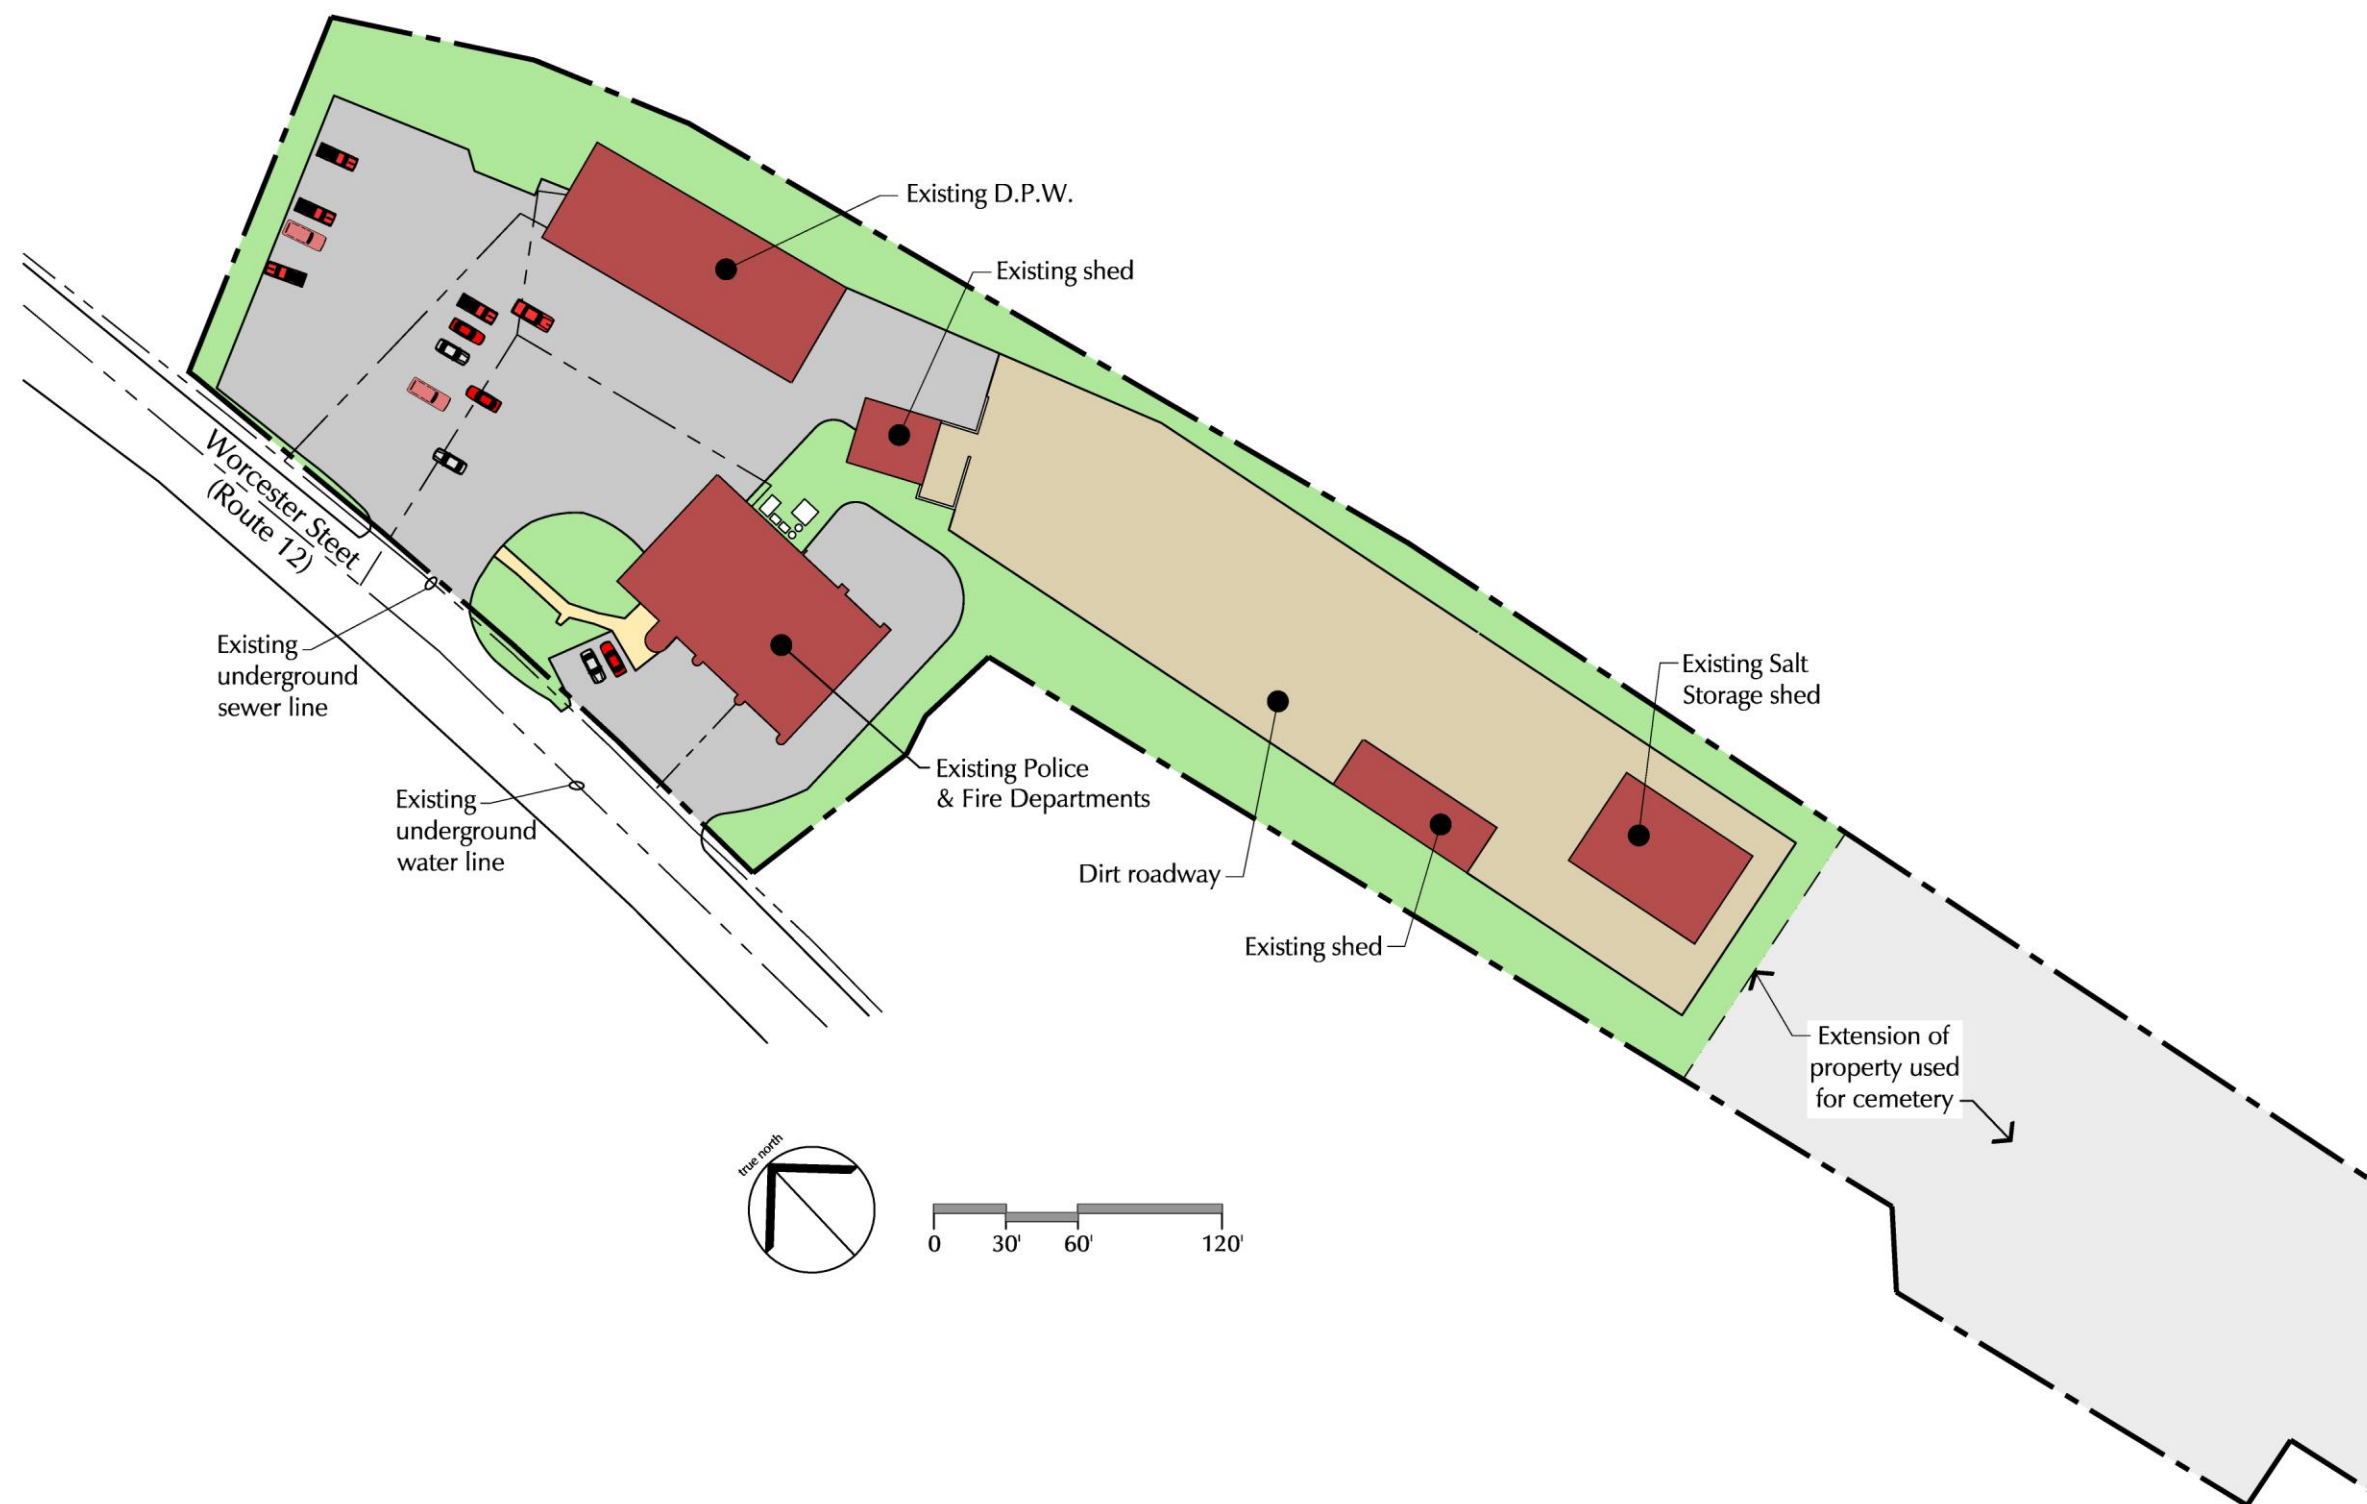 Existing D.P.W.
Existing shed
Worcester Steet
(Route 12)
Existing
underground
sewer line
Existing Salt
Storage shed
Existing Police
& Fire Departments
Existing
underground
water line
Dirt roadway
Existing shed
Extension of
property used
for cemetery
true north
0 30' 60' 120'